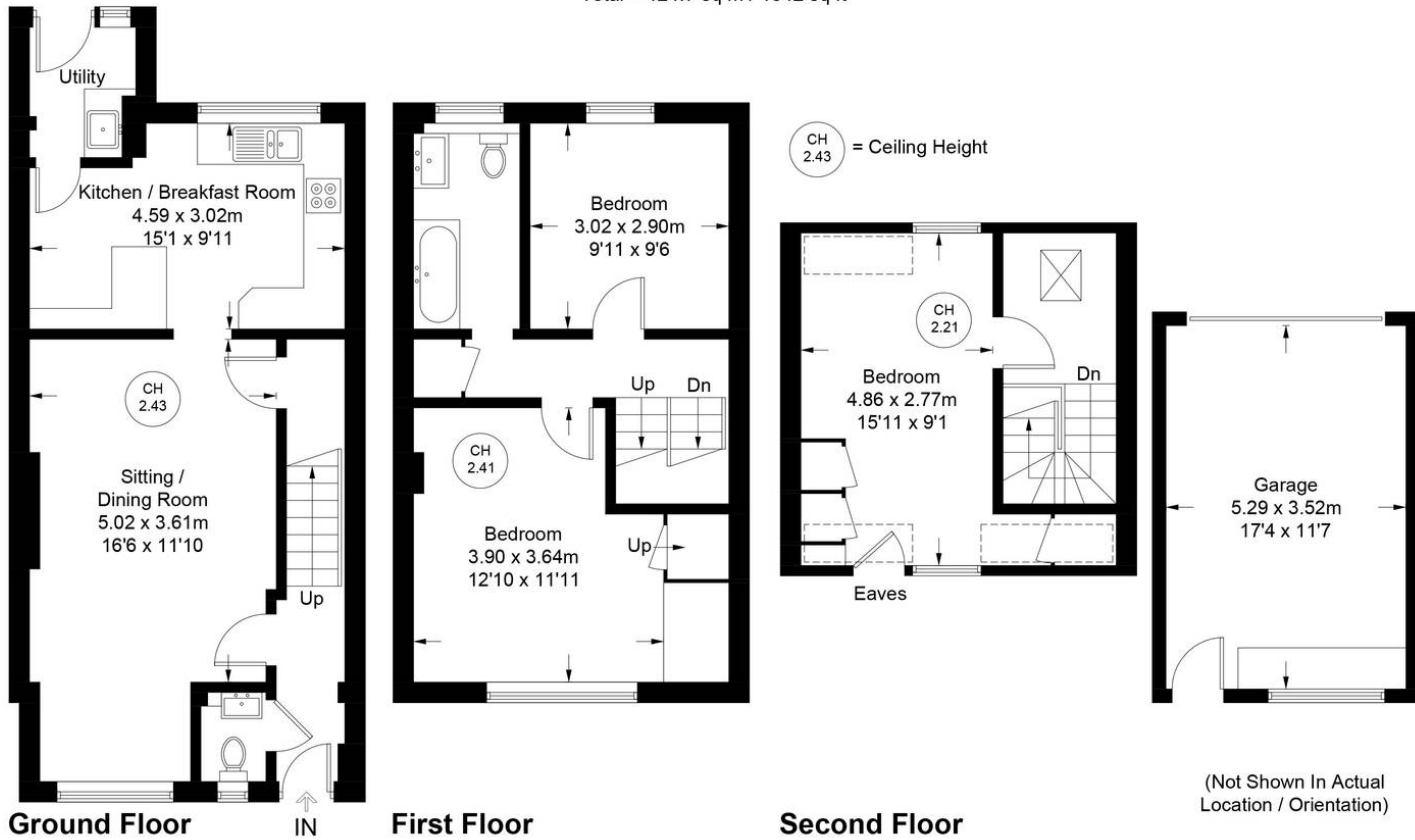 Utility
Kitchen / Breakfast Room
4.59 x 3.02m
15'1 x 9'11
CH
2.43
Sitting /
Dining Room
5.02 x 3.61m
16'6 x 11'10
Up
IN
Ground Floor
Bedroom
3.02 x 2.90m
9'11 x 9'6
Up
Dn
CH
2.41
Bedroom
3.90 x 3.64m
12'10 x 11'11
Up
First Floor
CH
2.43
= Ceiling Height
CH
2.21
Bedroom
4.86 x 2.77m
15'11 x 9'1
Dn
Eaves
Second Floor
Garage
5.29 x 3.52m
17'4 x 11'7
(Not Shown In Actual
Location / Orientation)